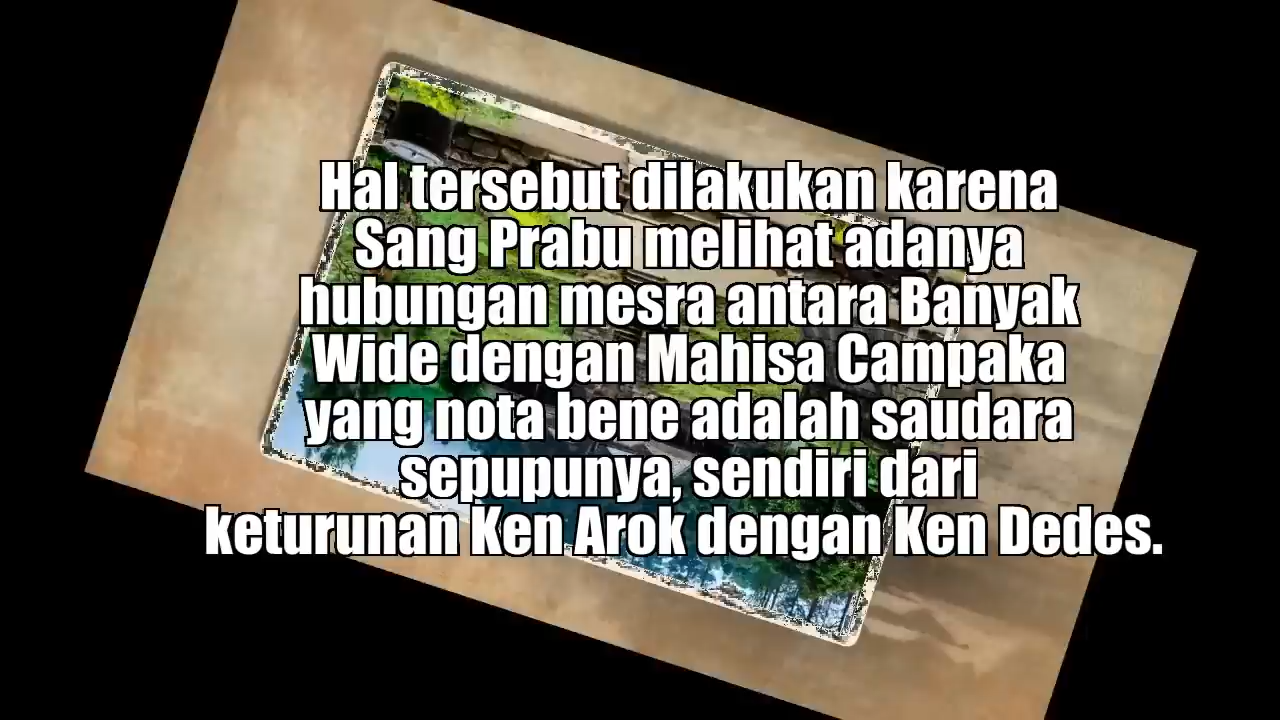 Hal tersebut dilakukan karena
Sang Prabu melihat adanya
hubungan mesra antara Banyak
Wide dengan Mahisa Campaka
yang nota bene adalah saudara
sepupunya, sendiri dari
keturunan Ken Arok dengan Ken Dedes.